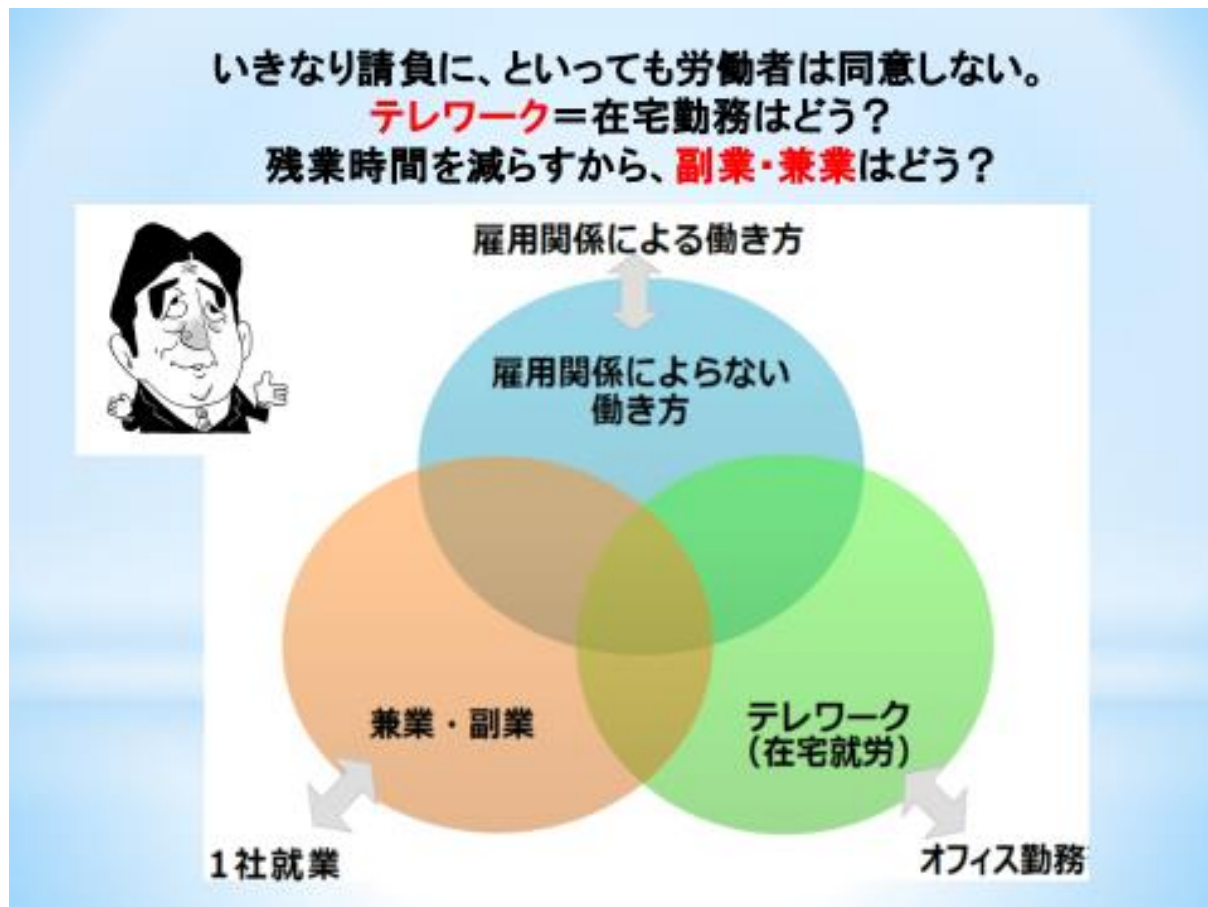 いきなり請負に、といっても労働者は同意しない。
テレワーク＝在宅勤務はどう？
残業時間を減らすから、副業・兼業はどう？
雇用関係による働き方
雇用関係によらない
働き方
兼業・副業
テレワーク
（在宅就労）
1社就業
オフィス勤務